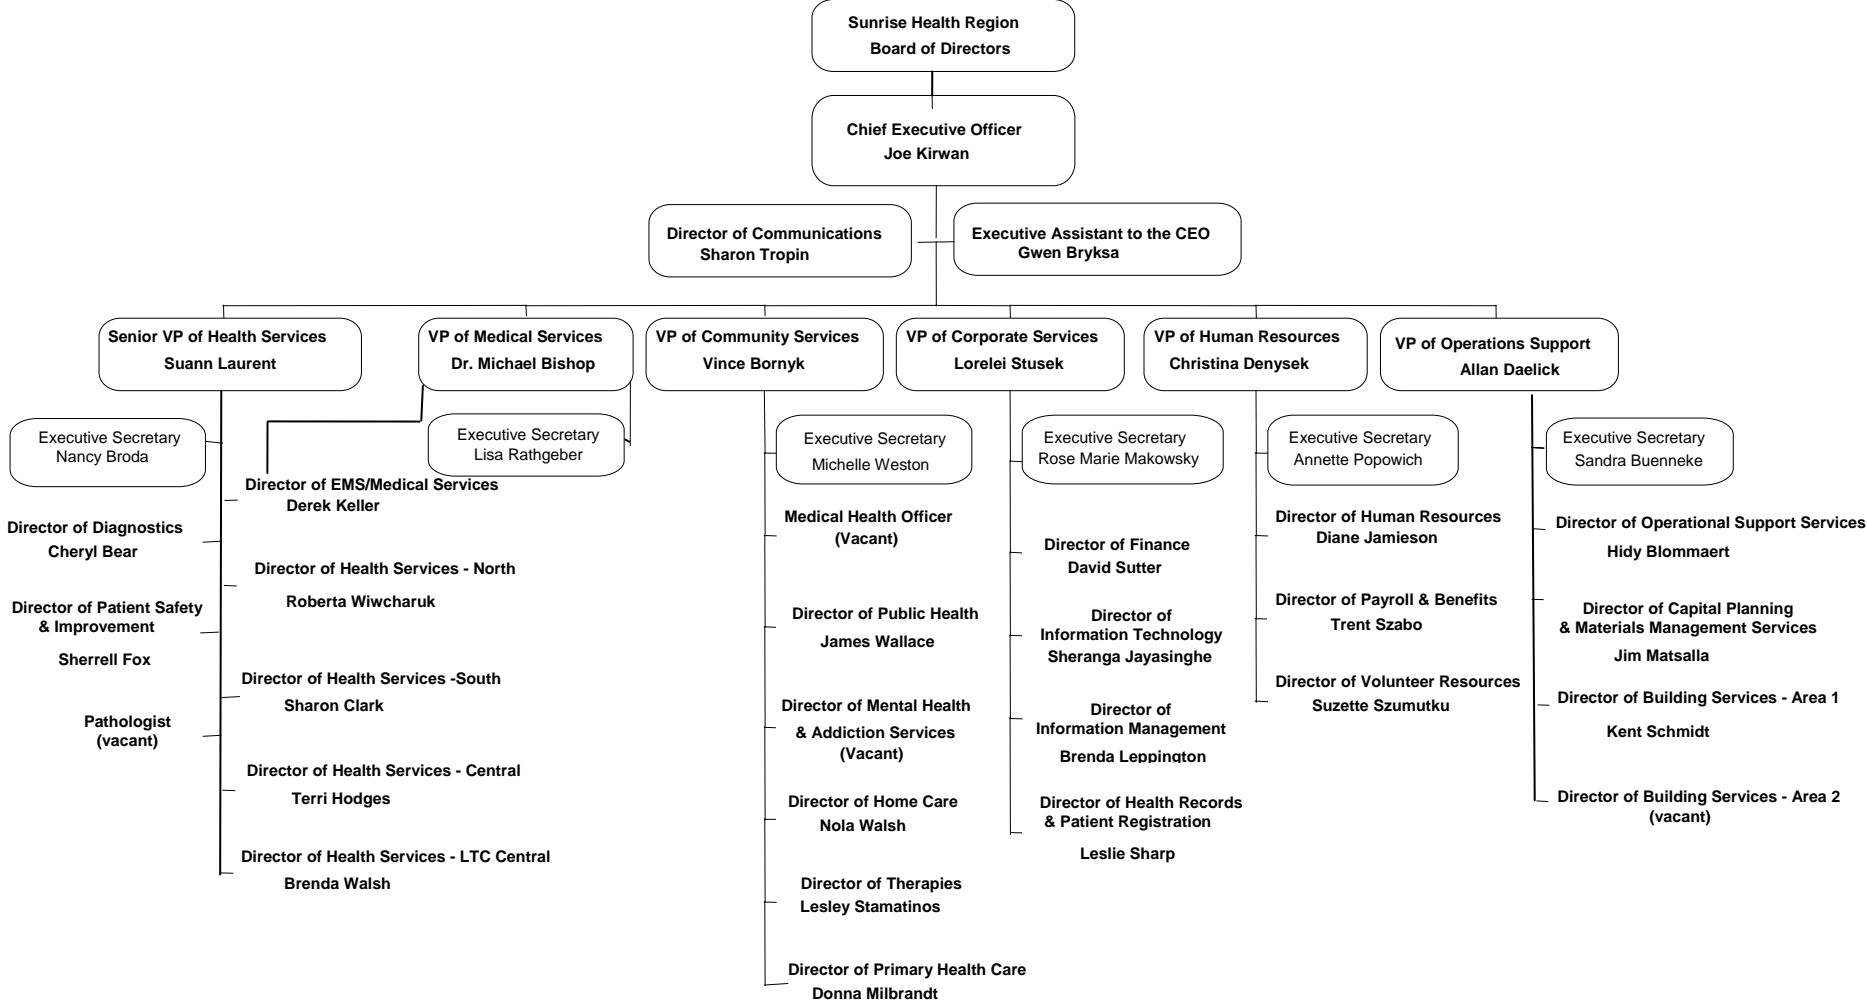 Sunrise Health Region
Board of Directors
Chief Executive Officer
Joe Kirwan
Director of Communications
Sharon Tropin
Executive Assistant to the CEO
Gwen Bryksa
Senior VP of Health Services
Suann Laurent
VP of Medical Services
Dr. Michael Bishop
VP of Community Services
Vince Bornyk
VP of Corporate Services
Lorelei Stusek
VP of Human Resources
Christina Denysek
VP of Operations Support
Allan Daelick
Executive Secretary
Nancy Broda
Executive Secretary
Lisa Rathgeber
Executive Secretary
Michelle Weston
Executive Secretary
Rose Marie Makowsky
Executive Secretary
Annette Popowich
Executive Secretary
Sandra Buenneke
Director of Diagnostics
Cheryl Bear
Director of Patient Safety
& Improvement
Sherrell Fox
Pathologist
(vacant)
Director of EMS/Medical Services
Derek Keller
Director of Health Services - North
Roberta Wiwcharuk
Director of Health Services -South
Sharon Clark
Director of Health Services - Central
Terri Hodges
Director of Health Services - LTC Central
Brenda Walsh
Medical Health Officer
(Vacant)
Director of Public Health
James Wallace
Director of Mental Health
& Addiction Services
(Vacant)
Director of Home Care
Nola Walsh
Director of Therapies
Lesley Stamatinos
Director of Primary Health Care
Donna Milbrandt
Director of Finance
David Sutter
Director of
Information Technology
Sheranga Jayasinghe
Director of
Information Management
Brenda Leppington
Director of Health Records
& Patient Registration
Leslie Sharp
Director of Human Resources
Diane Jamieson
Director of Payroll & Benefits
Trent Szabo
Director of Volunteer Resources
Suzette Szumutku
Director of Operational Support Services
Hidy Blommaert
Director of Capital Planning
& Materials Management Services
Jim Matsalla
Director of Building Services - Area 1
Kent Schmidt
Director of Building Services - Area 2
(vacant)